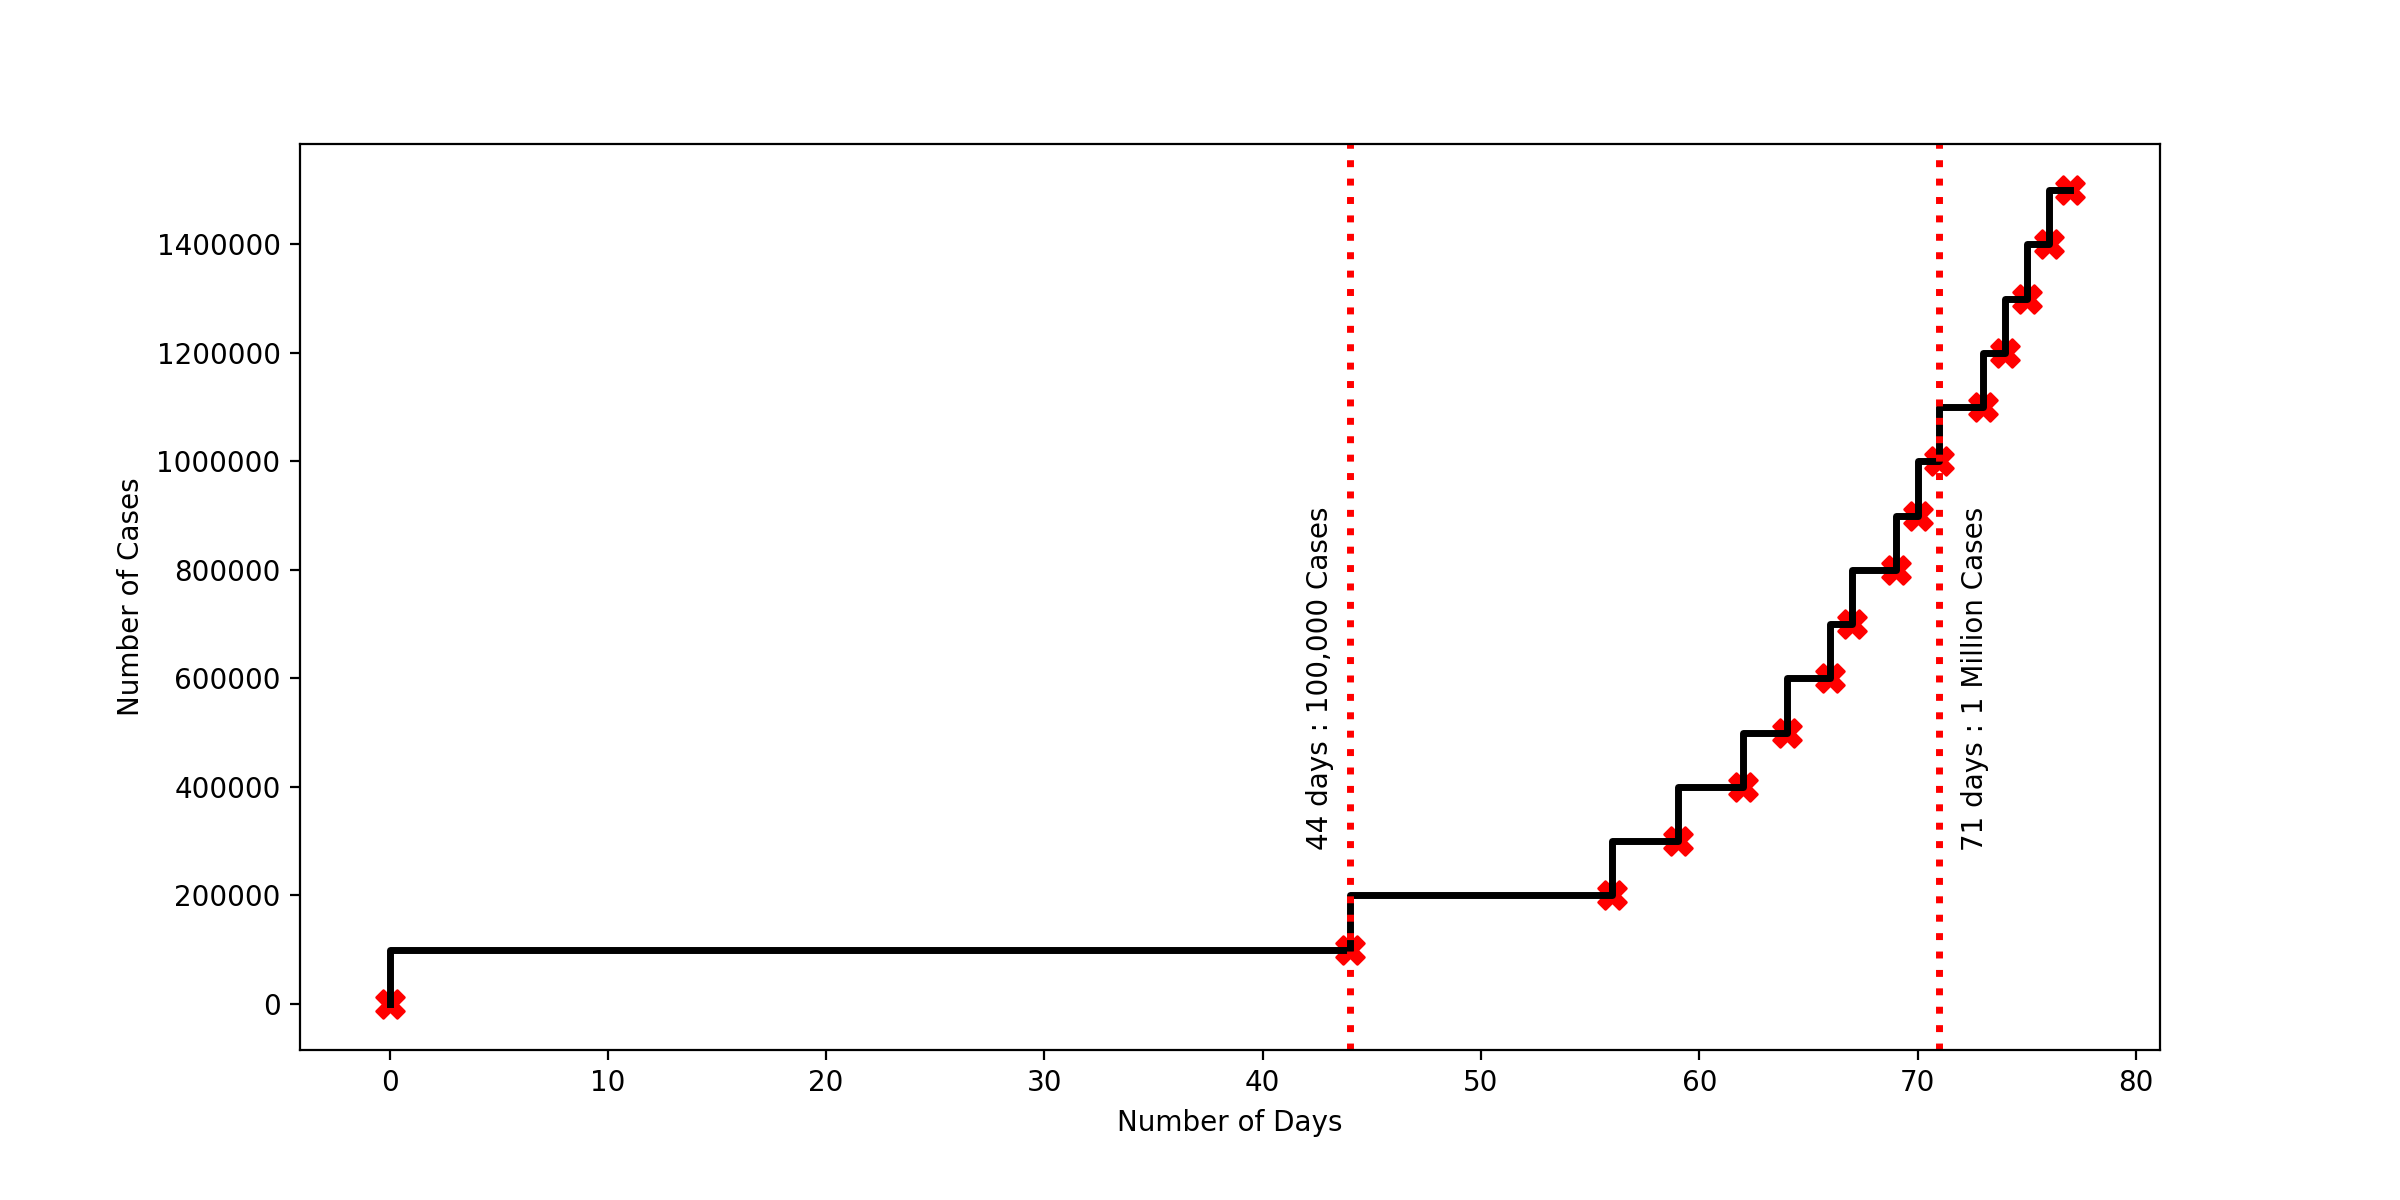 1400000
1200000
1000000
800000
600000
400000
200000
0
Number of Cases
44 days : 100,000 Cases
71 days : 1 Million Cases
0 10 20 30 40 50 60 70 80
Number of Days